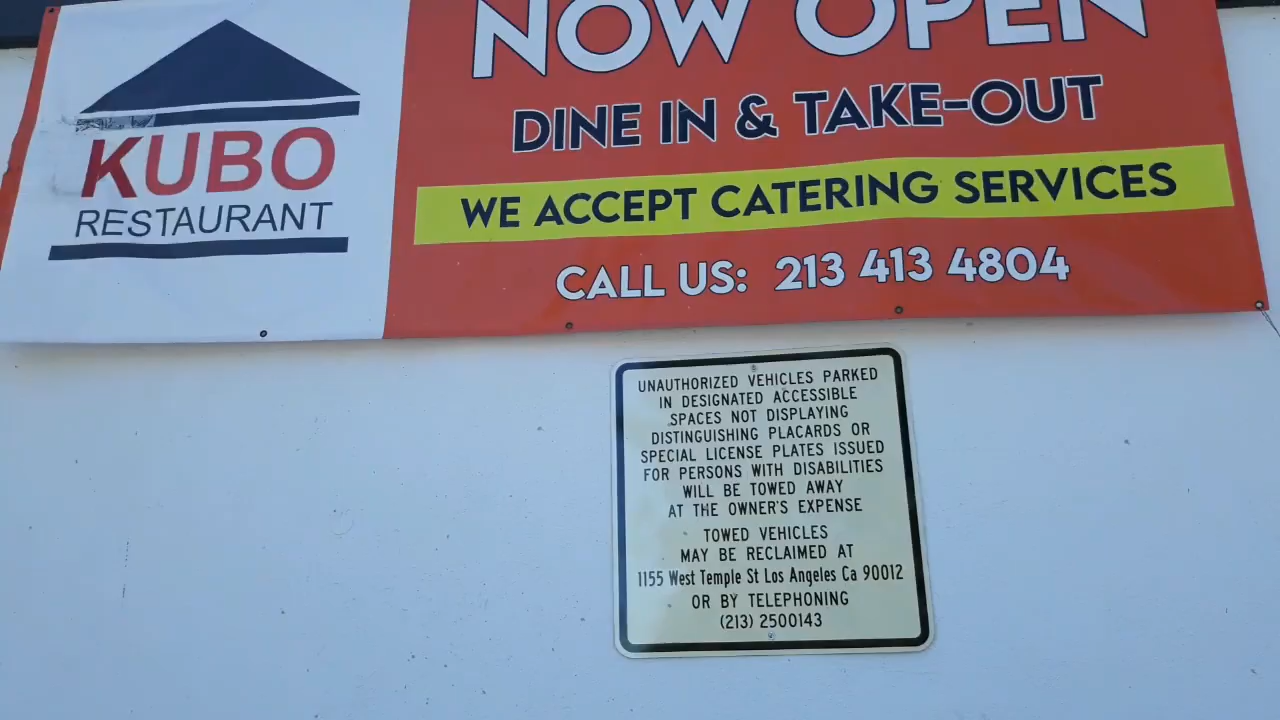 KUBO
RESTAURANT
NOW OPEN
DINE IN & TAKE-OUT
WE ACCEPT CATERING SERVICES
CALL US: 213 413 4804
UNAUTHORIZED VEHICLES PARKED
IN DESIGNATED ACCESSIBLE
SPACES NOT DISPLAYING
DISTINGUISHING PLACARDS OR
SPECIAL LICENSE PLATES ISSUED
FOR PERSONS WITH DISABILITIES
WILL BE TOWED AWAY
AT THE OWNER'S EXPENSE
TOWED VEHICLES
MAY BE RECLAIMED AT
1155 West Temple St Los Angeles Ca 90012
OR BY TELEPHONING
(213) 2500143